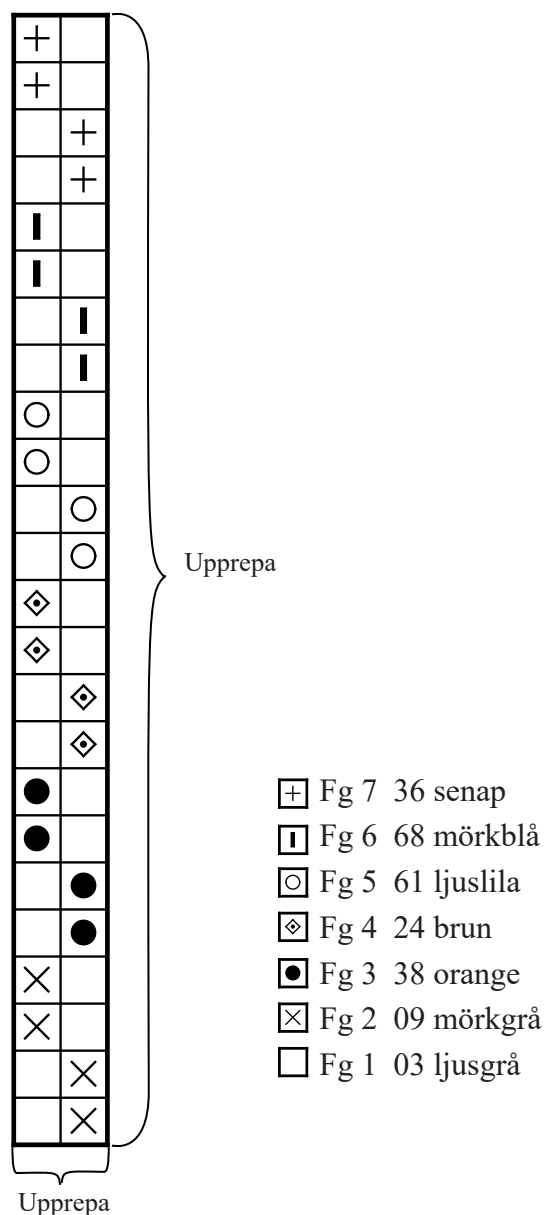 Upprepa
Fg 7 36 senap
Fg 6 68 mörkblå
Fg 5 61 ljuslila
Fg 4 24 brun
Fg 3 38 orange
Fg 2 09 mörkgrå
Fg 1 03 ljusgrå
Upprepa